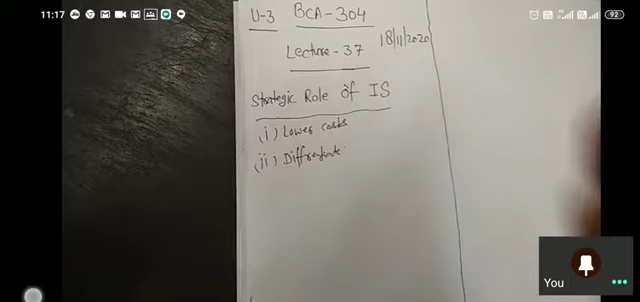 11:17
92
U-3 BCA-304
18/11/2020
Lecture-37
Strategic Role of IS
(i) Lower costs
(ii) Differentiate
You